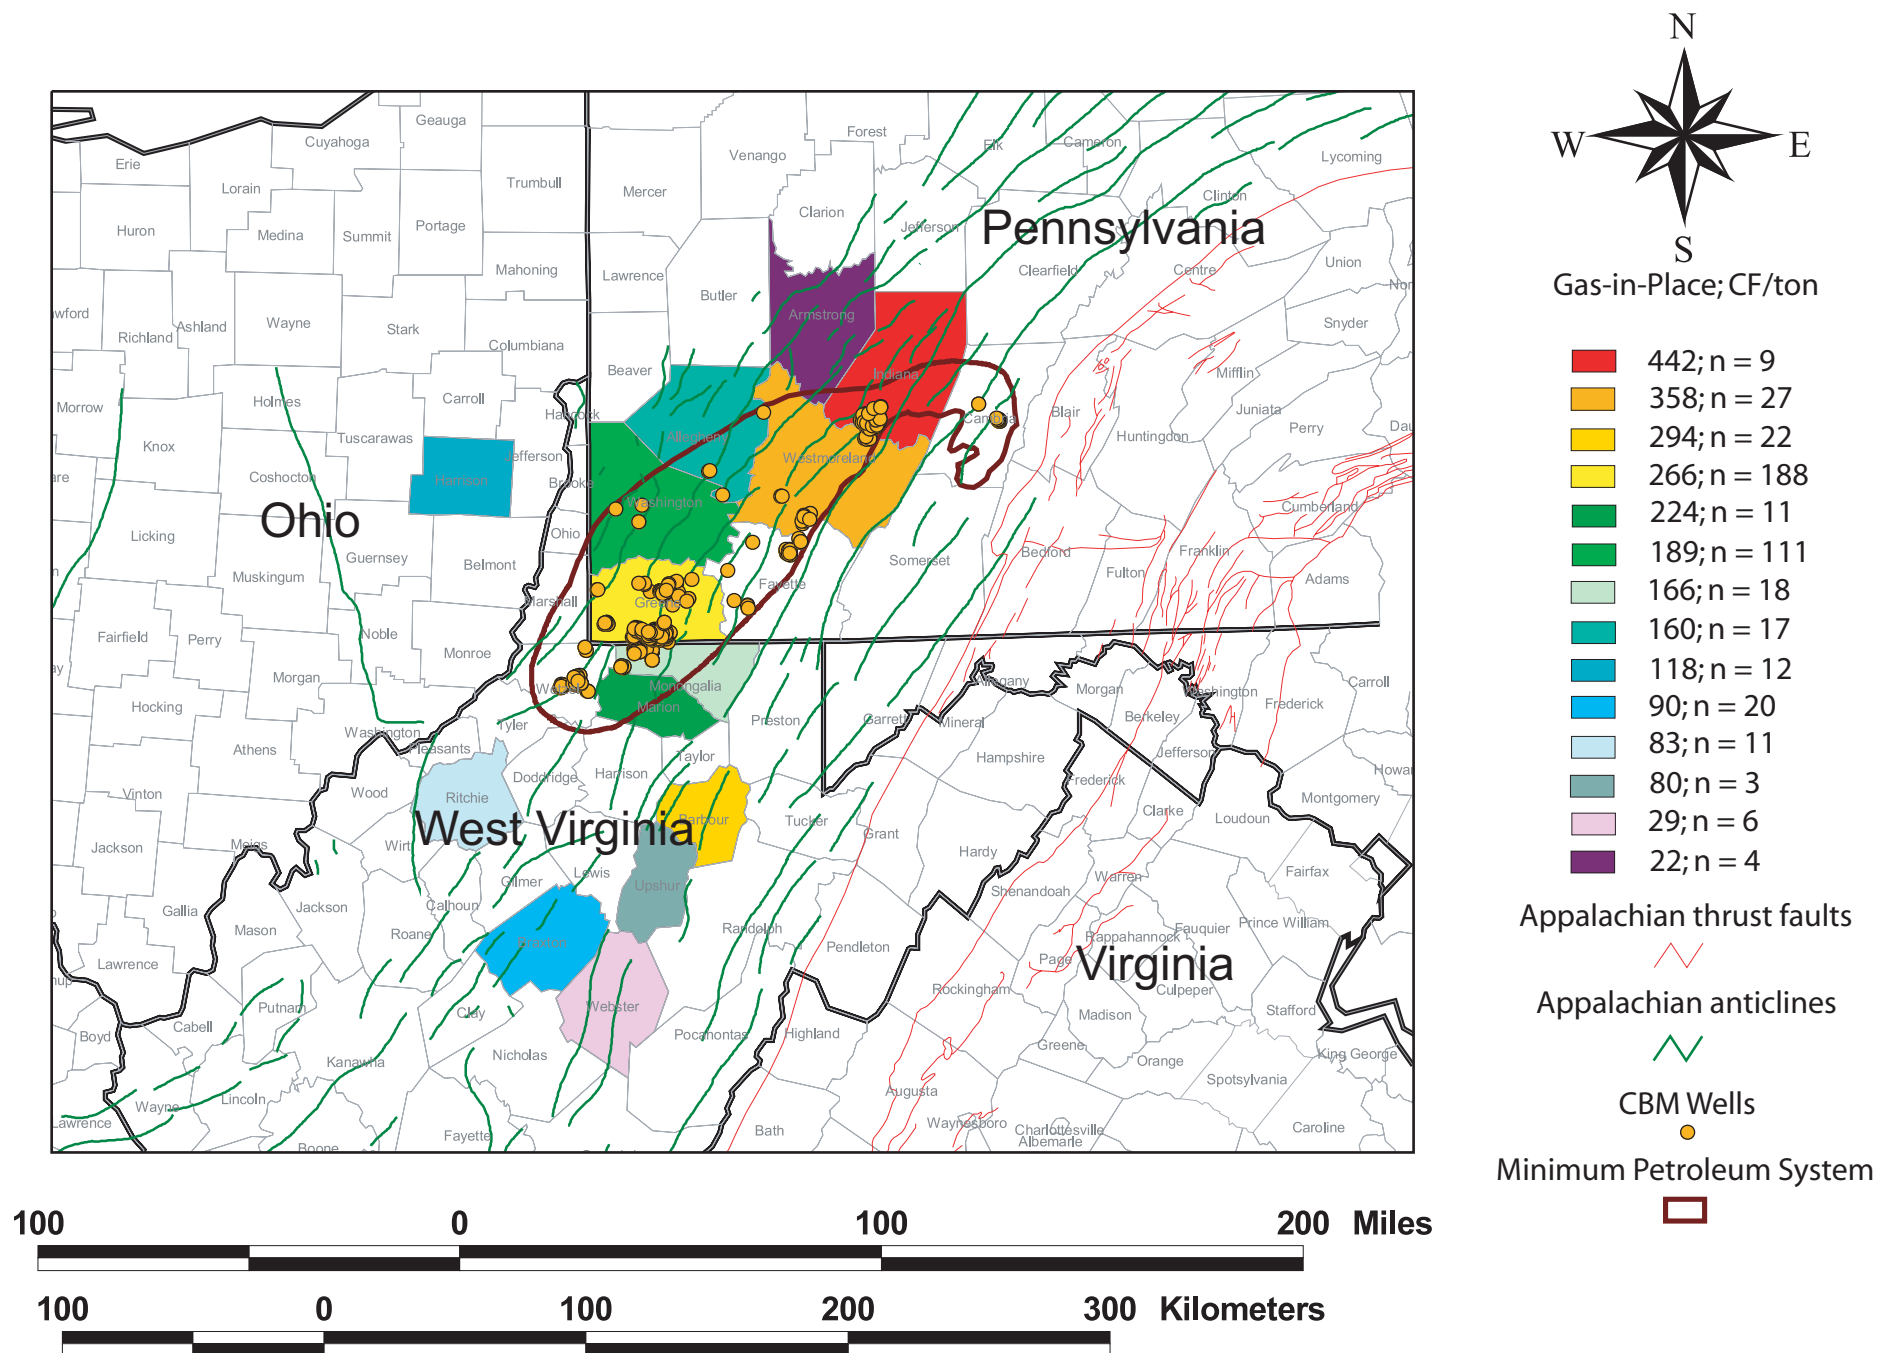 N
W
E
S
Gas-in-Place; CF/ton
442; n = 9
358; n = 27
294; n = 22
266; n = 188
224; n = 11
189; n = 111
166; n = 18
160; n = 17
118; n = 12
90; n = 20
83; n = 11
80; n = 3
29; n = 6
22; n = 4
Appalachian thrust faults
Appalachian anticlines
CBM Wells
Minimum Petroleum System
Pennsylvania
Ohio
West Virginia
Virginia
Geauga
Cuyahoga
Erie
Lorain
Trumbull
Mercer
Venango
Forest
Elk
Cameron
Lycoming
Clinton
Clarion
Jefferson
Huron
Medina
Summit
Portage
Mahoning
Lawrence
Butler
Clearfield
Centre
Union
Nor
wford
Richland
Ashland
Wayne
Stark
Columbiana
Armstrong
Snyder
Beaver
Indiana
Mifflin
Morrow
Holmes
Carroll
Hancock
Cambria
Blair
Juniata
Knox
Tuscarawas
Jefferson
Allegheny
Westmoreland
Huntingdon
Perry
Dau
are
Coshocton
Harrison
Brooke
Washington
Cumberland
Licking
Guernsey
Belmont
Ohio
Somerset
Bedford
Franklin
Muskingum
Marshall
Greene
Fayette
Fulton
Adams
Fairfield
Perry
Noble
Monroe
ay
Morgan
Wetzel
Monongalia
Allegany
Morgan
Washington
Carroll
Hocking
Marion
Preston
Garrett
Mineral
Berkeley
Frederick
Athens
Washington
Tyler
Pleasants
Taylor
Hampshire
Jefferson
Vinton
Wood
Ritchie
Doddridge
Harrison
Frederick
Howa
Montgomery
Jackson
Meigs
Wirt
Barbour
Tucker
Grant
Clarke
Loudoun
Hardy
Gilmer
Lewis
Upshur
Warren
Fairfax
Shenandoah
Gallia
Mason
Jackson
Calhoun
Roane
Braxton
Randolph
Pendleton
Rappahannock
Fauquier
Prince William
Page
Lawrence
Rockingham
Culpeper
Putnam
Clay
Webster
Madison
Stafford
Boyd
Cabell
Kanawha
Nicholas
Pocahontas
Highland
Greene
Orange
King George
Spotsylvania
Wayne
Lincoln
Augusta
Lawrence
Boone
Fayette
Bath
Waynesboro
Charlottesville
Albemarle
Caroline
100
0
100
200
Miles
100
0
100
200
300
Kilometers